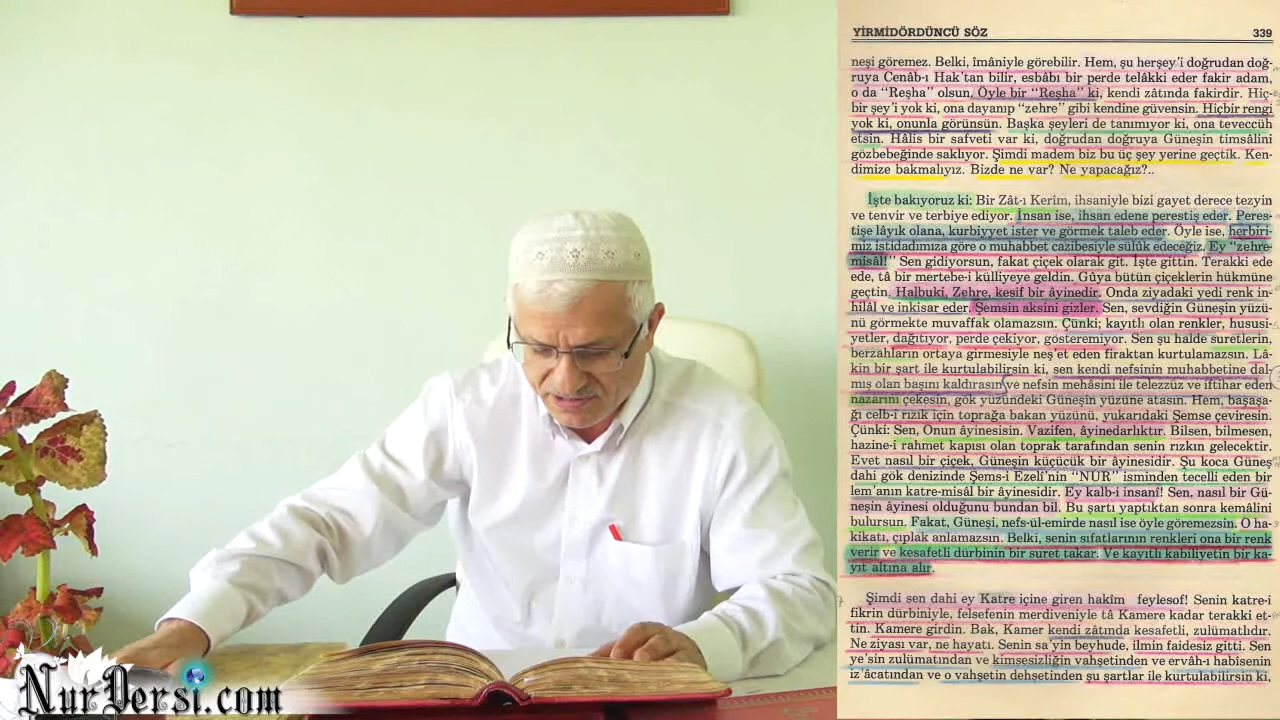 YİRMİDÖRDÜNCÜ SÖZ 339
neşi göremez. Belki, îmâniyle görebilir. Hem, şu herşey'i doğrudan doğ-
ruya Cenâb-ı Hak'tan bilir, esbâbı bir perde telâkki eder fakir adam,
o da "Reşha" olsun. Öyle bir "Reşha" ki, kendi zâtında fakirdir. Hiç-
bir şey'i yok ki, ona dayanıp "zehre" gibi kendine güvensin. Hiçbir rengi
yok ki, onunla görünsün. Başka şeyleri de tanımıyor ki, ona teveccüh
etsin. Hâlis bir safveti var ki, doğrudan doğruya Güneşin timsâlini
gözbebeğinde saklıyor. Şimdi madem biz bu üç şey yerine geçtik. Ken-
dimize bakmalıyız. Bizde ne var? Ne yapacağız?..
İşte bakıyoruz ki: Bir Zât-ı Kerim, ihsaniyle bizi gayet derece tezyin
ve tenvir ve terbiye ediyor. İnsan ise, ihsan edene perestiş eder. Peres-
tişe lâyık olana, kurbiyyet ister ve görmek taleb eder. Öyle ise, herbiri-
miz istidadımıza göre o muhabbet cazibesiyle sülûk edeceğiz. Ey "zehre-
misâl!" Sen gidiyorsun, fakat çiçek olarak git. İşte gittin. Terakki ede
ede, tâ bir mertebe-i külliyeye geldin. Gûya bütün çiçeklerin hükmüne
geçtin. Halbuki, Zehre, kesif bir âyinedir. Onda ziyadaki yedi renk in-
hilâl ve inkisar eder. Şemsin aksini gizler. Sen, sevdiğin Güneşin yüzü-
nü görmekte muvaffak olamazsın. Çünki; kayıtlı olan renkler, hususi-
yetler, dağıtıyor, perde çekiyor, gösteremiyor. Sen şu halde suretlerin,
berzahların ortaya girmesiyle neş'et eden firaktan kurtulamazsın. Lâ-
kin bir şart ile kurtulabilirsin ki, sen kendi nefsinin muhabbetine dal-
mış olan başını kaldırasın ve nefsin mehâsini ile telezzüz ve iftihar eden
nazarını çekesin, gök yüzündeki Güneşin yüzüne atasın. Hem, başaşa-
ğı celb-i rızık için toprağa bakan yüzünü, yukarıdaki Şemse çeviresin.
Çünki: Sen, Onun âyinesisin. Vazifen, âyinedarlıktır. Bilsen, bilmesen,
hazine-i rahmet kapısı olan toprak tarafından senin rızkın gelecektir.
Evet nasıl bir çiçek, Güneşin küçücük bir âyinesidir. Şu koca Güneş
dahi gök denizinde Şems-i Ezelî'nin "NUR" isminden tecelli eden bir
lem'anın katre-misâl bir âyinesidir. Ey kalb-i insanî! Sen, nasıl bir Gü-
neşin âyinesi olduğunu bundan bil. Bu şartı yaptıktan sonra kemâlini
bulursun. Fakat, Güneşi, nefs-ül-emirde nasıl ise öyle göremezsin. O ha-
kikatı, çıplak anlamazsın. Belki, senin sıfatlarının renkleri ona bir renk
verir ve kesafetli dürbinin bir suret takar. Ve kayıtlı kabiliyetin bir ka-
yıt altına alır.
Şimdi sen dahi ey Katre içine giren hakîm feylesof! Senin katre-i
fikrin dürbiniyle, felsefenin merdiveniyle tâ Kamere kadar terakki et-
tin. Kamere girdin. Bak, Kamer kendi zâtında kesafetli, zulümatlıdır.
Ne ziyası var, ne hayatı. Senin sa'yin beyhude, ilmin faidesiz gitti. Sen
ye'sin zulümatından ve kimsesizliğin vahşetinden ve ervâh-ı habîsenin
iz'âcatından ve o vahşetin dehşetinden şu şartlar ile kurtulabilirsin ki,
NurDersi.com